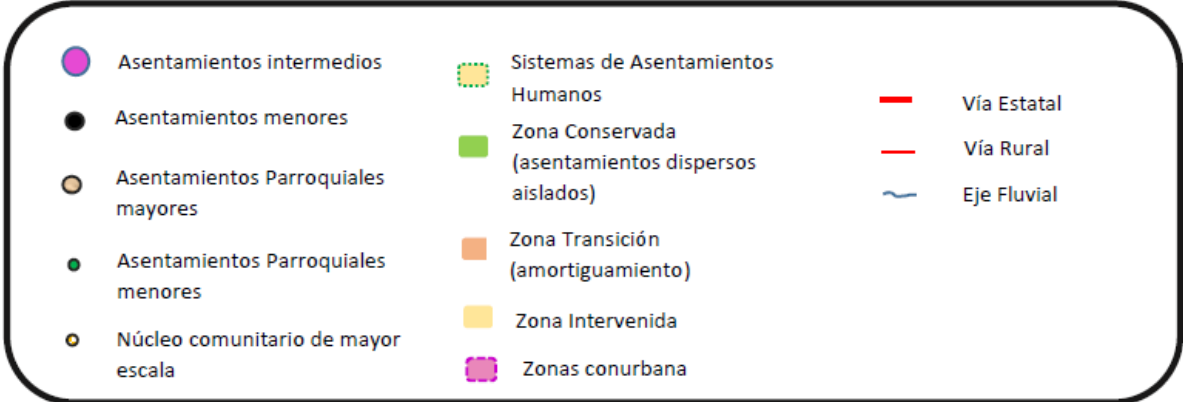 Asentamientos intermedios
Asentamientos menores
Asentamientos Parroquiales
mayores
Asentamientos Parroquiales
menores
Núcleo comunitario de mayor
escala
Sistemas de Asentamientos
Humanos
Zona Conservada
(asentamientos dispersos
aislados)
Zona Transición
(amortiguamiento)
Zona Intervenida
Zonas conurbana
Vía Estatal
Vía Rural
Eje Fluvial